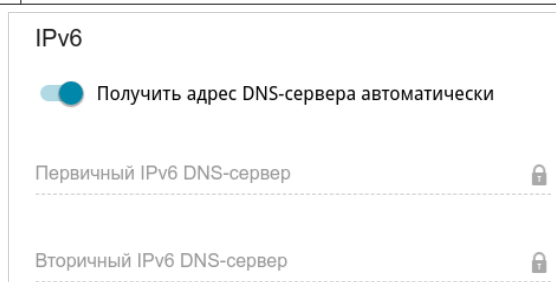 IPv6
Получить адрес DNS-сервера автоматически
Первичный IPv6 DNS-сервер
Вторичный IPv6 DNS-сервер